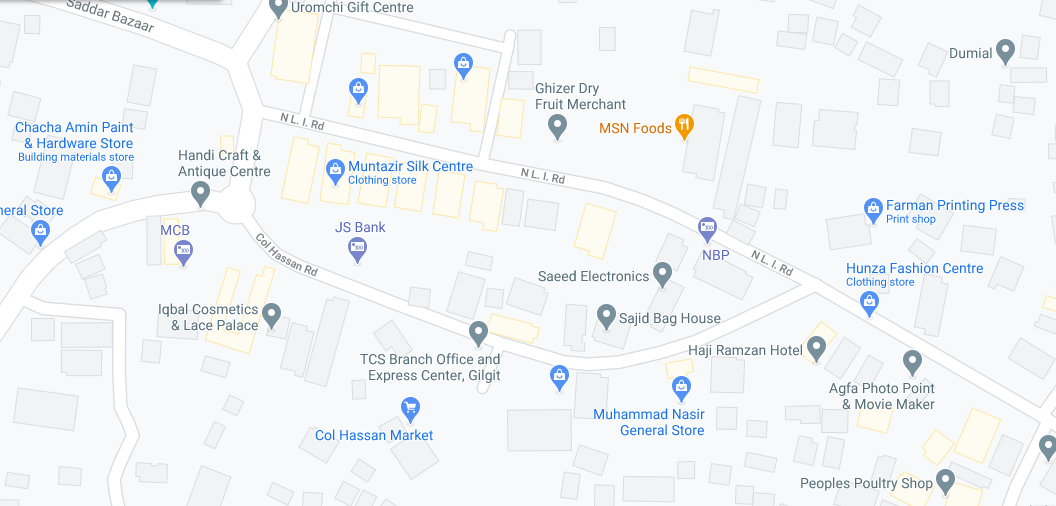 Saddar Bazaar
Uromchi Gift Centre
Dumial
Ghizer Dry
Fruit Merchant
MSN Foods
N L. I. Rd
Chacha Amin Paint
& Hardware Store
Building materials store
Handi Craft &
Antique Centre
Muntazir Silk Centre
Clothing store
N L. I. Rd
neral Store
Farman Printing Press
Print shop
MCB
JS Bank
NBP
Col Hassan Rd
N L. I. Rd
Saeed Electronics
Hunza Fashion Centre
Clothing store
Iqbal Cosmetics
& Lace Palace
Sajid Bag House
TCS Branch Office and
Express Center, Gilgit
Haji Ramzan Hotel
Agfa Photo Point
& Movie Maker
Col Hassan Market
Muhammad Nasir
General Store
Peoples Poultry Shop